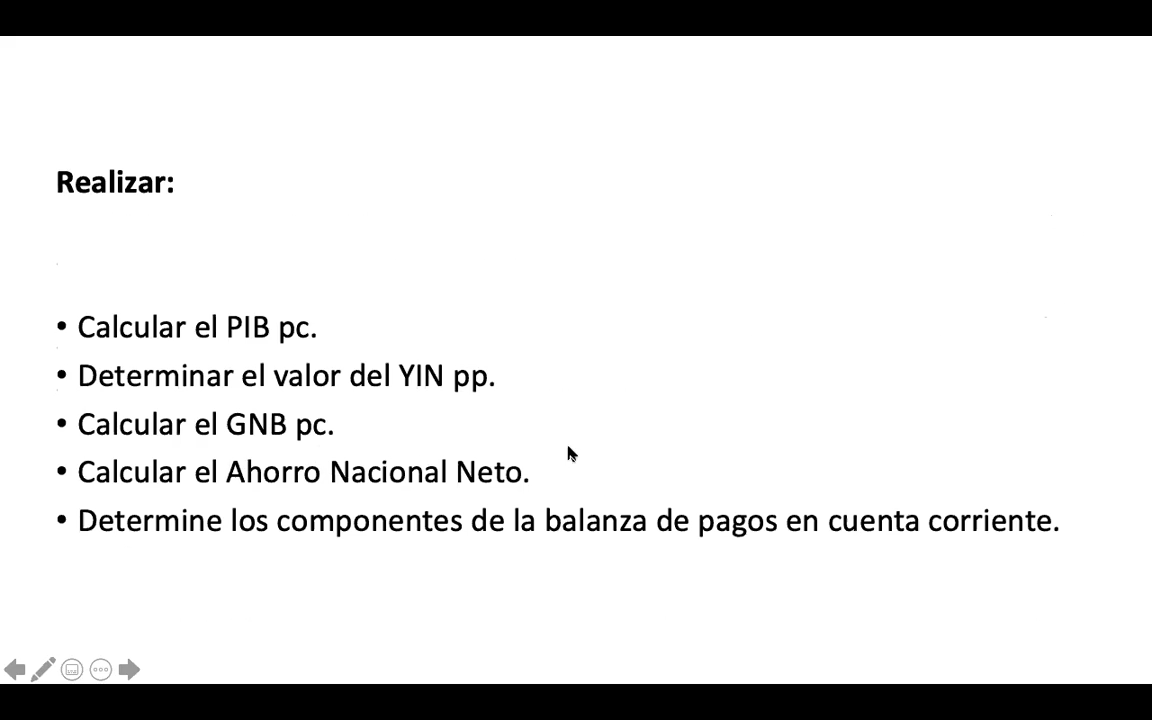 Realizar:
• Calcular el PIB pc.
• Determinar el valor del YIN pp.
• Calcular el GNB pc.
• Calcular el Ahorro Nacional Neto.
• Determine los componentes de la balanza de pagos en cuenta corriente.